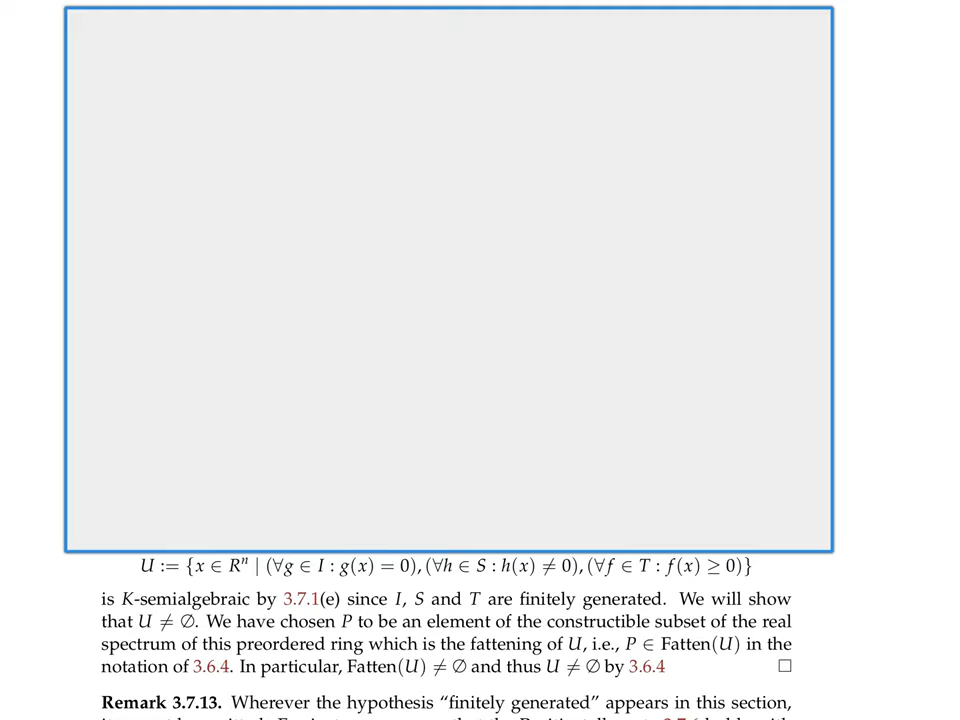 U := {x ∈ Rⁿ | (∀g ∈ I : g(x) = 0), (∀h ∈ S : h(x) ≠ 0), (∀f ∈ T : f(x) ≥ 0)}
is K-semialgebraic by 3.7.1(e) since I, S and T are finitely generated. We will show
that U ≠ ∅. We have chosen P to be an element of the constructible subset of the real
spectrum of this preordered ring which is the fattening of U, i.e., P ∈ Fatten(U) in the
notation of 3.6.4. In particular, Fatten(U) ≠ ∅ and thus U ≠ ∅ by 3.6.4 □
Remark 3.7.13. Wherever the hypothesis “finitely generated” appears in this section,